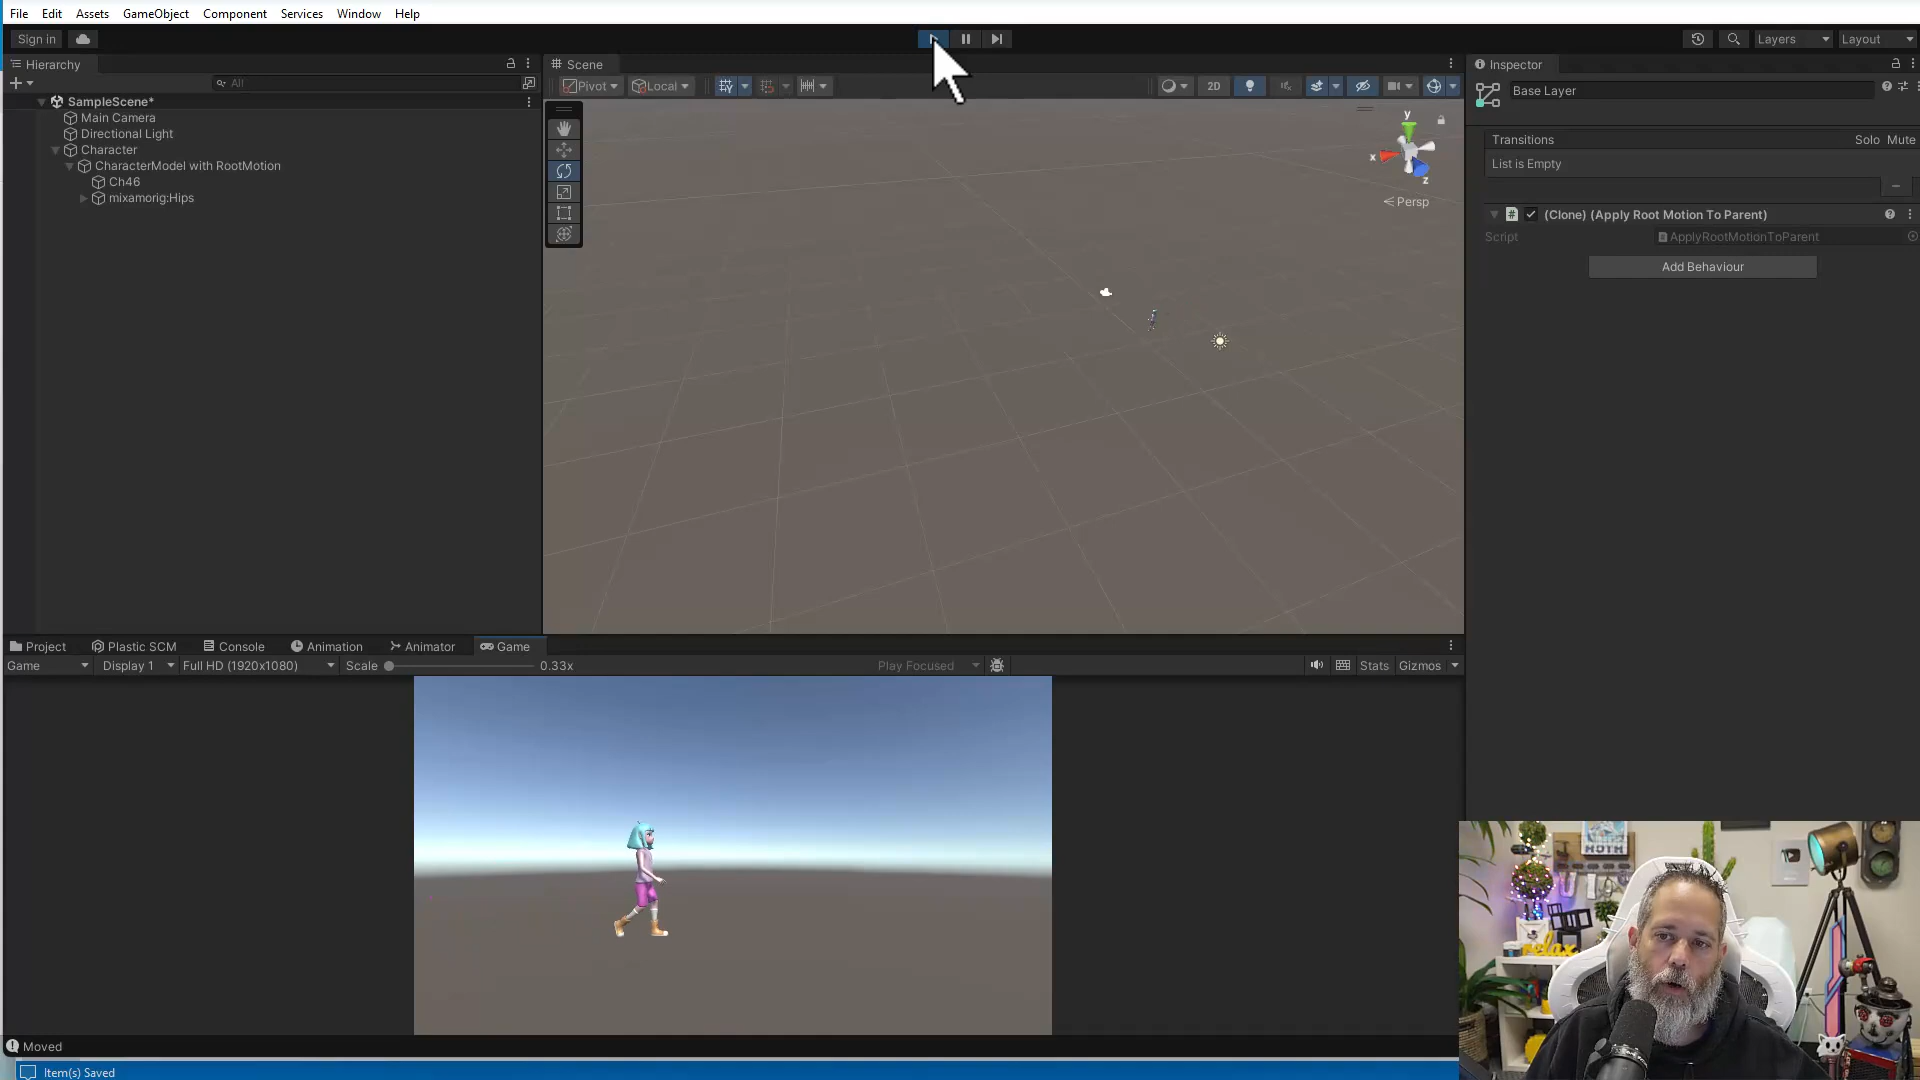 File Edit Assets GameObject Component Services Window Help
Sign in
Layers Layout
Hierarchy
All
SampleScene*
Main Camera
Directional Light
Character
CharacterModel with RootMotion
Ch46
mixamorig:Hips
Scene
Pivot Local 2D
y
x
z
Persp
Inspector
Base Layer
Transitions Solo Mute
List is Empty
(Clone) (Apply Root Motion To Parent)
Script ApplyRootMotionToParent
Add Behaviour
Project Plastic SCM Console Animation Animator Game
Game Display 1 Full HD (1920x1080) Scale 0.33x Play Focused Stats Gizmos
relax
Moved
Item(s) Saved